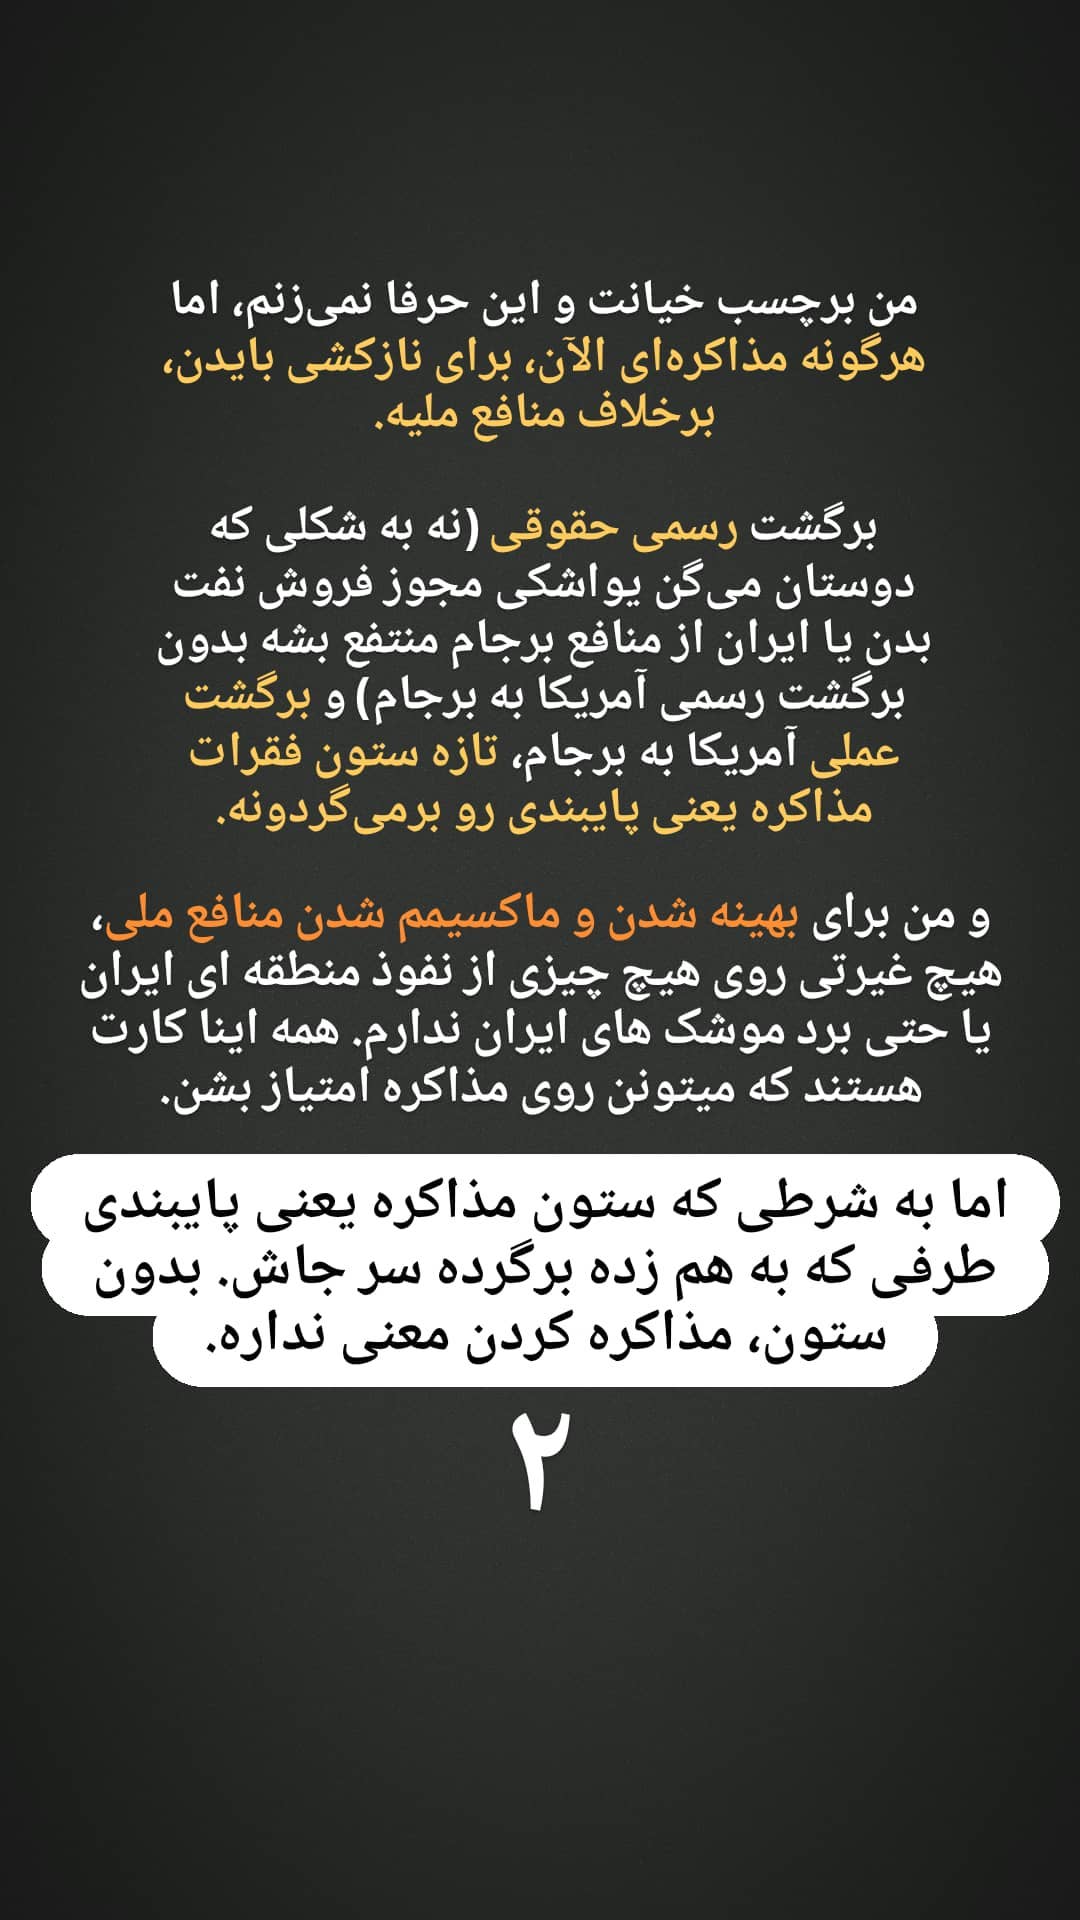 من برچسب خیانت و این حرفا نمی‌زنم، اما
هرگونه مذاکره‌ای الآن، برای نازکشی بایدن،
برخلاف منافع ملیه.
برگشت رسمی حقوقی (نه به شکلی که
دوستان می‌گن یواشکی مجوز فروش نفت
بدن یا ایران از منافع برجام منتفع بشه بدون
برگشت رسمی آمریکا به برجام) و برگشت
عملی آمریکا به برجام، تازه ستون فقرات
مذاکره یعنی پایبندی رو برمی‌گردونه.
و من برای بهینه شدن و ماکسیمم شدن منافع ملی،
هیچ غیرتی روی هیچ چیزی از نفوذ منطقه ای ایران
یا حتی برد موشک های ایران ندارم. همه اینا کارت
هستند که میتونن روی مذاکره امتیاز بشن.
اما به شرطی که ستون مذاکره یعنی پایبندی
طرفی که به هم زده برگرده سر جاش. بدون
ستون، مذاکره کردن معنی نداره.
۲